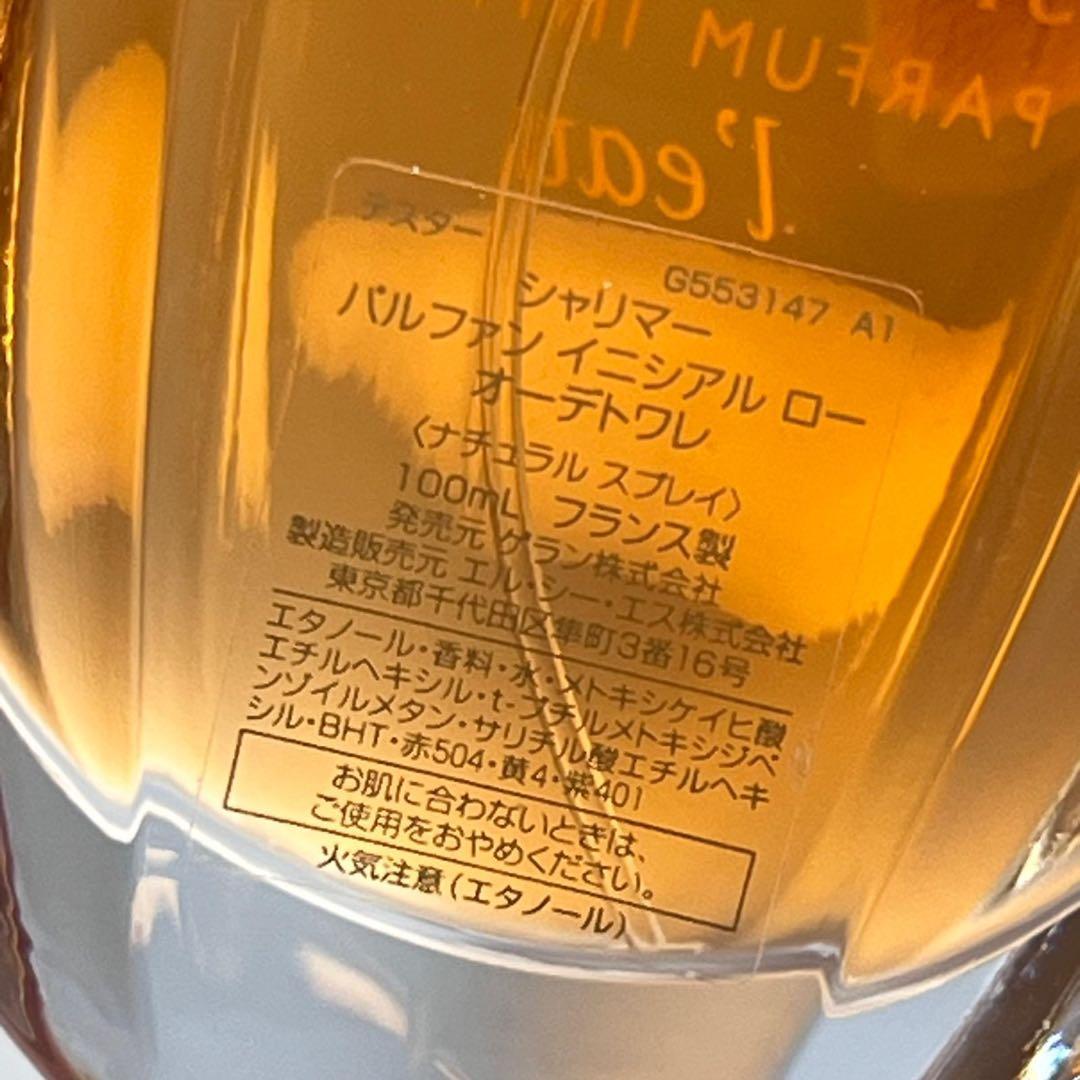 PARFUM
l'eau
テスター
G553147 A1
シャリマー
パルファン イニシアル ロー
オーデトワレ
〈ナチュラル スプレイ〉
100mL フランス製
発売元 ゲラン株式会社
製造販売元 エル・シー・エス株式会社
東京都千代田区隼町3番16号
エタノール・香料・水・メトキシケイヒ酸
エチルヘキシル・t-ブチルメトキシジベ
ンゾイルメタン・サリチル酸エチルヘキ
シル・BHT・赤504・黄4・紫401
お肌に合わないときは、
ご使用をおやめください。
火気注意(エタノール)